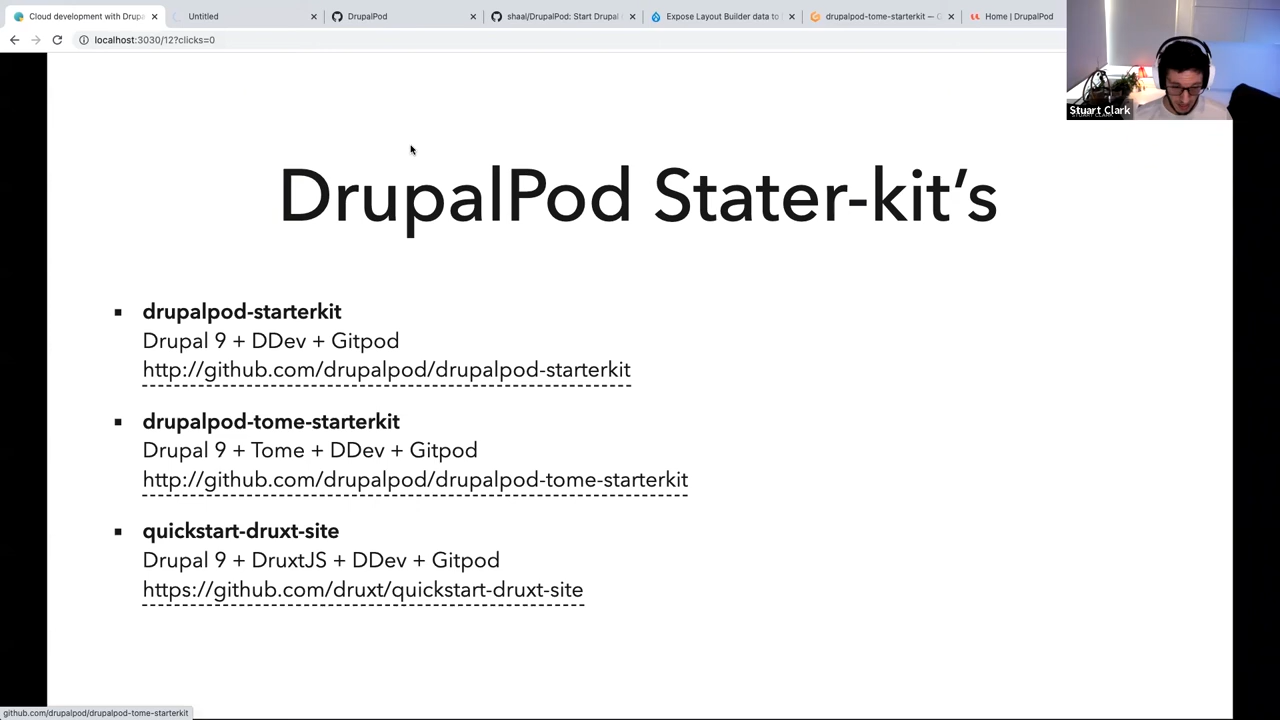 Cloud development with Drupa
Untitled
DrupalPod
shaal/DrupalPod: Start Drupal
Expose Layout Builder data to
drupalpod-tome-starterkit —
Home | DrupalPod
localhost:3030/12?clicks=0
Stuart Clark
DrupalPod Stater-kit’s
▪ drupalpod-starterkit
Drupal 9 + DDev + Gitpod
http://github.com/drupalpod/drupalpod-starterkit
▪ drupalpod-tome-starterkit
Drupal 9 + Tome + DDev + Gitpod
http://github.com/drupalpod/drupalpod-tome-starterkit
▪ quickstart-druxt-site
Drupal 9 + DruxtJS + DDev + Gitpod
https://github.com/druxt/quickstart-druxt-site
github.com/drupalpod/drupalpod-tome-starterkit